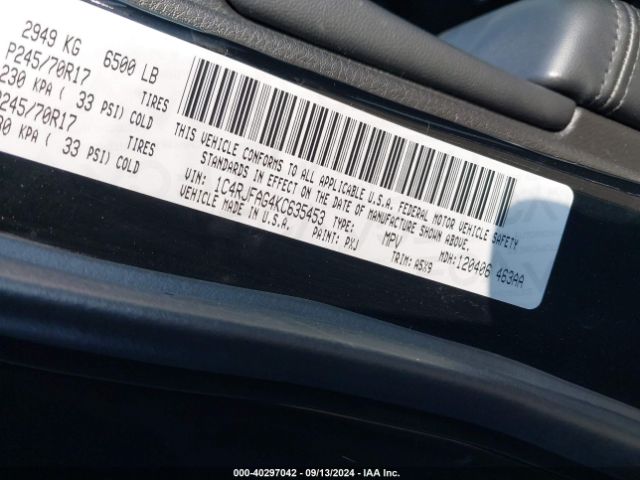 2949 KG 6500 LB
P245/70R17 TIRES
230 KPA ( 33 PSI) COLD
245/70R17 TIRES
KPA ( 33 PSI) COLD
THIS VEHICLE CONFORMS TO ALL APPLICABLE U.S.A. FEDERAL MOTOR VEHICLE SAFETY
STANDARDS IN EFFECT ON THE DATE OF MANUFACTURE SHOWN ABOVE.
VIN: 1C4RJFAG4KC635453 TYPE: MPV MDH:120406 463AA
VEHICLE MADE IN U.S.A. PAINT: PXJ TRIM: A5X9
00-0000 - 40297042 - 09/13/2024 - IAA Inc.